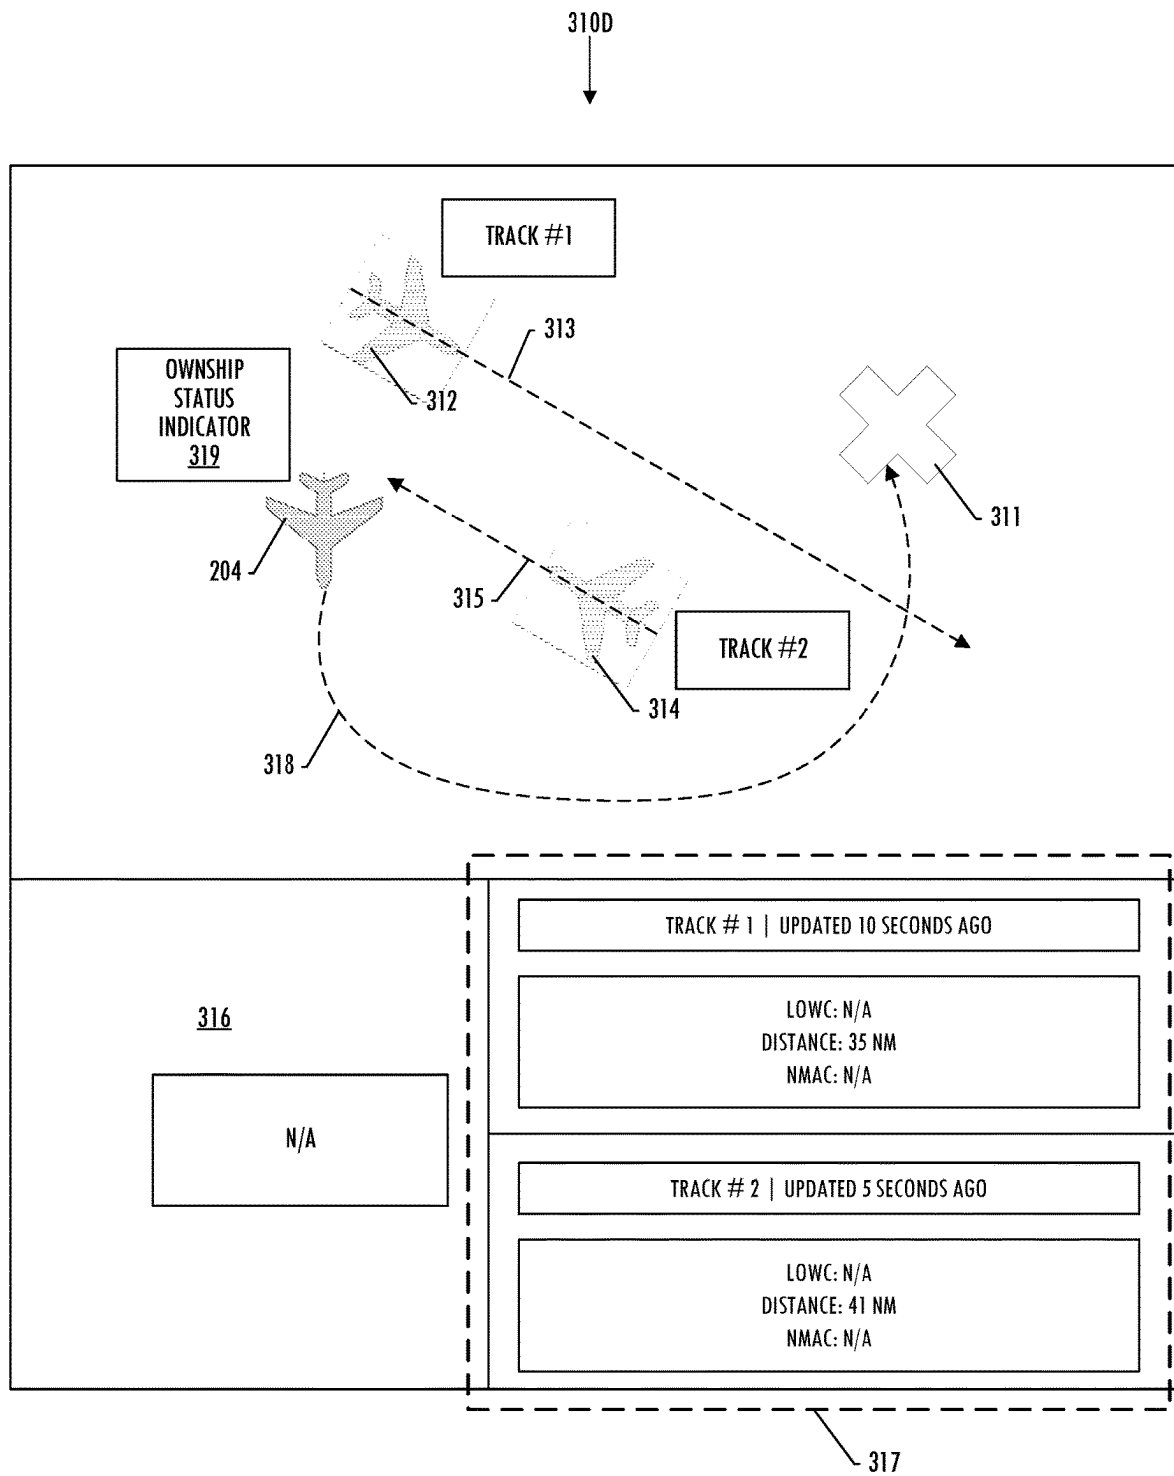 310D
TRACK #1
313
OWNSHIP
STATUS
INDICATOR
319
312
311
204
315
TRACK #2
314
318
TRACK # 1 | UPDATED 10 SECONDS AGO
316
LOWC: N/A
DISTANCE: 35 NM
NMAC: N/A
N/A
TRACK # 2 | UPDATED 5 SECONDS AGO
LOWC: N/A
DISTANCE: 41 NM
NMAC: N/A
317